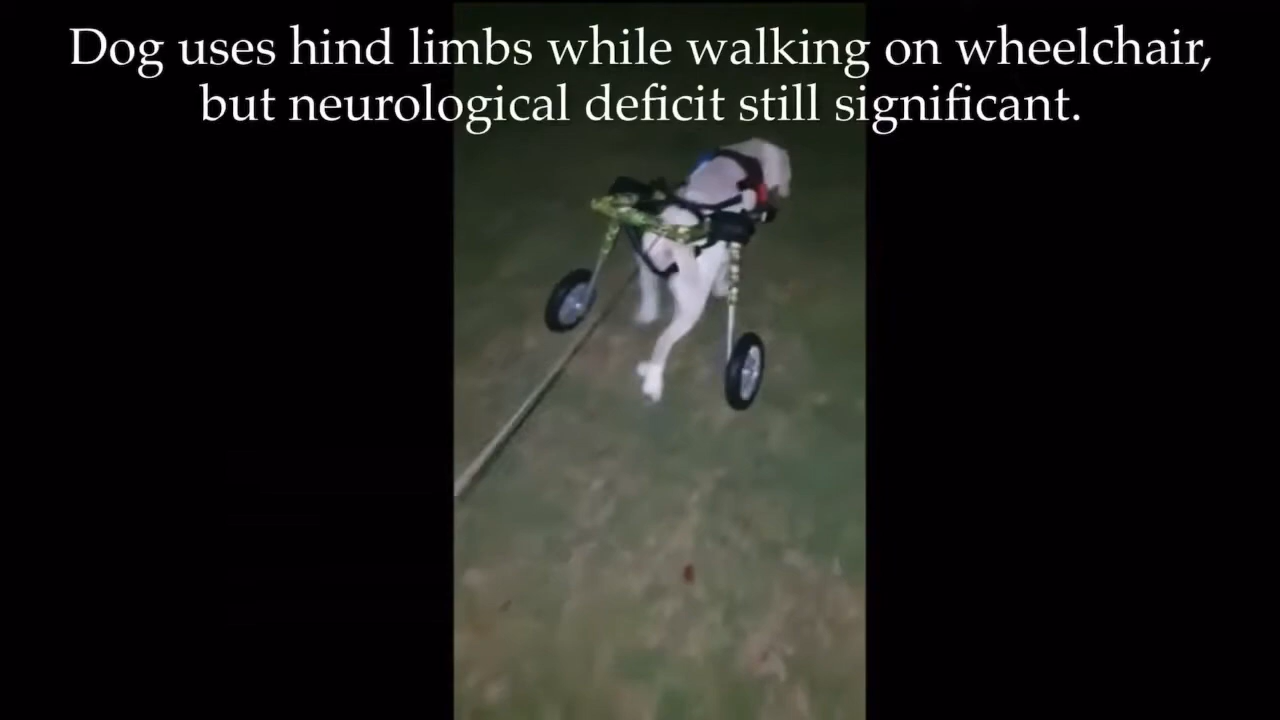 Dog uses hind limbs while walking on wheelchair,
but neurological deficit still significant.